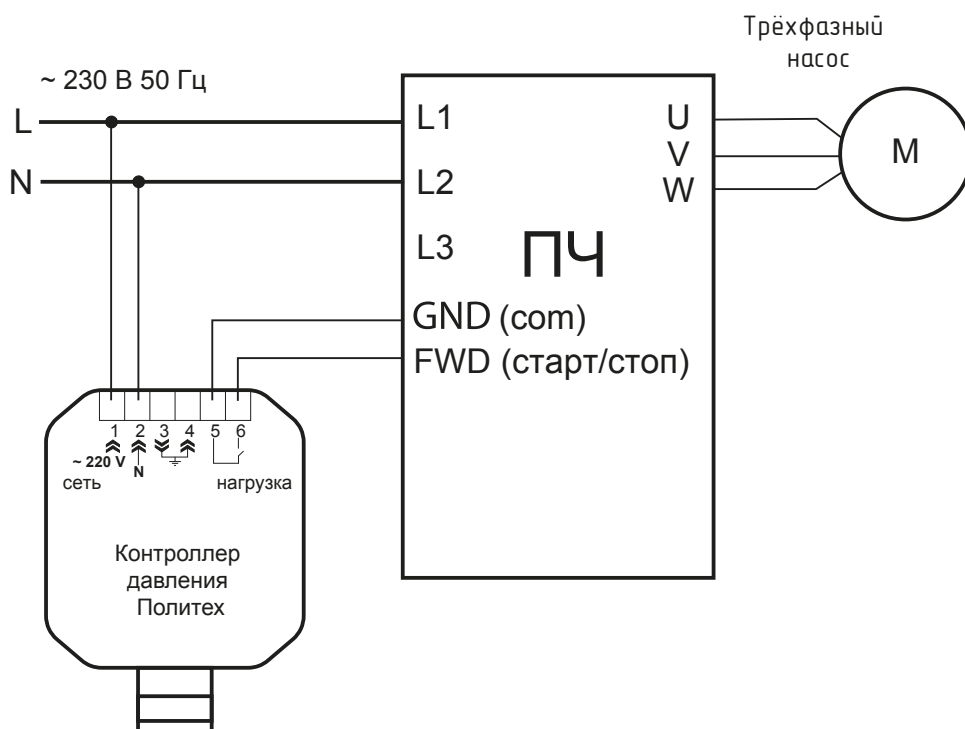 Трёхфазный
насос
~ 230 В 50 Гц
L
L1
U
M
V
N
L2
W
L3
ПЧ
GND (com)
FWD (старт/стоп)
1 2 3 4 5 6
~ 220 V
N
сеть
нагрузка
Контроллер
давления
Политех